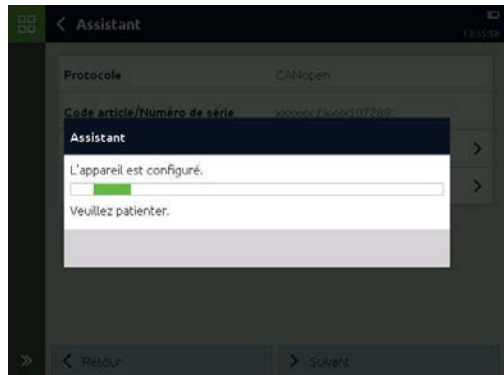 Assistant
Protocole
CANopen
Code article/Numéro de série
Assistant
L'appareil est configuré.
Veuillez patienter.
Retour
Suivant